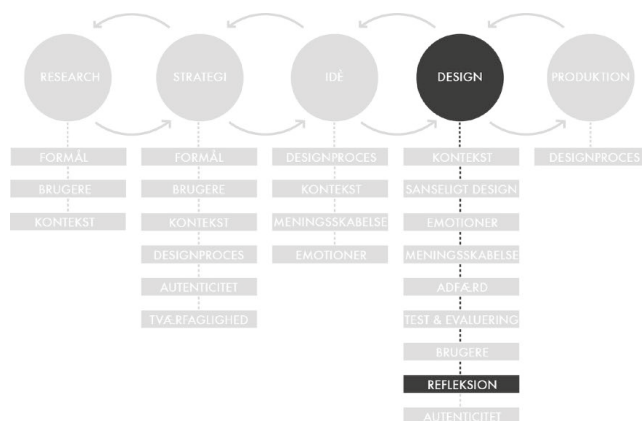 RESEARCH
STRATEGI
IDÉ
DESIGN
PRODUKTION
FORMÅL
BRUGERE
KONTEKST
FORMÅL
BRUGERE
KONTEKST
DESIGNPROCES
AUTENTICITET
TVÆRFAGLIGHED
DESIGNPROCES
KONTEKST
MENINGSSKABELSE
EMOTIONER
KONTEKST
SANSELIGT DESIGN
EMOTIONER
MENINGSSKABELSE
ADFÆRD
TEST & EVALUERING
BRUGERE
REFLEKSION
AUTENTICITET
DESIGNPROCES